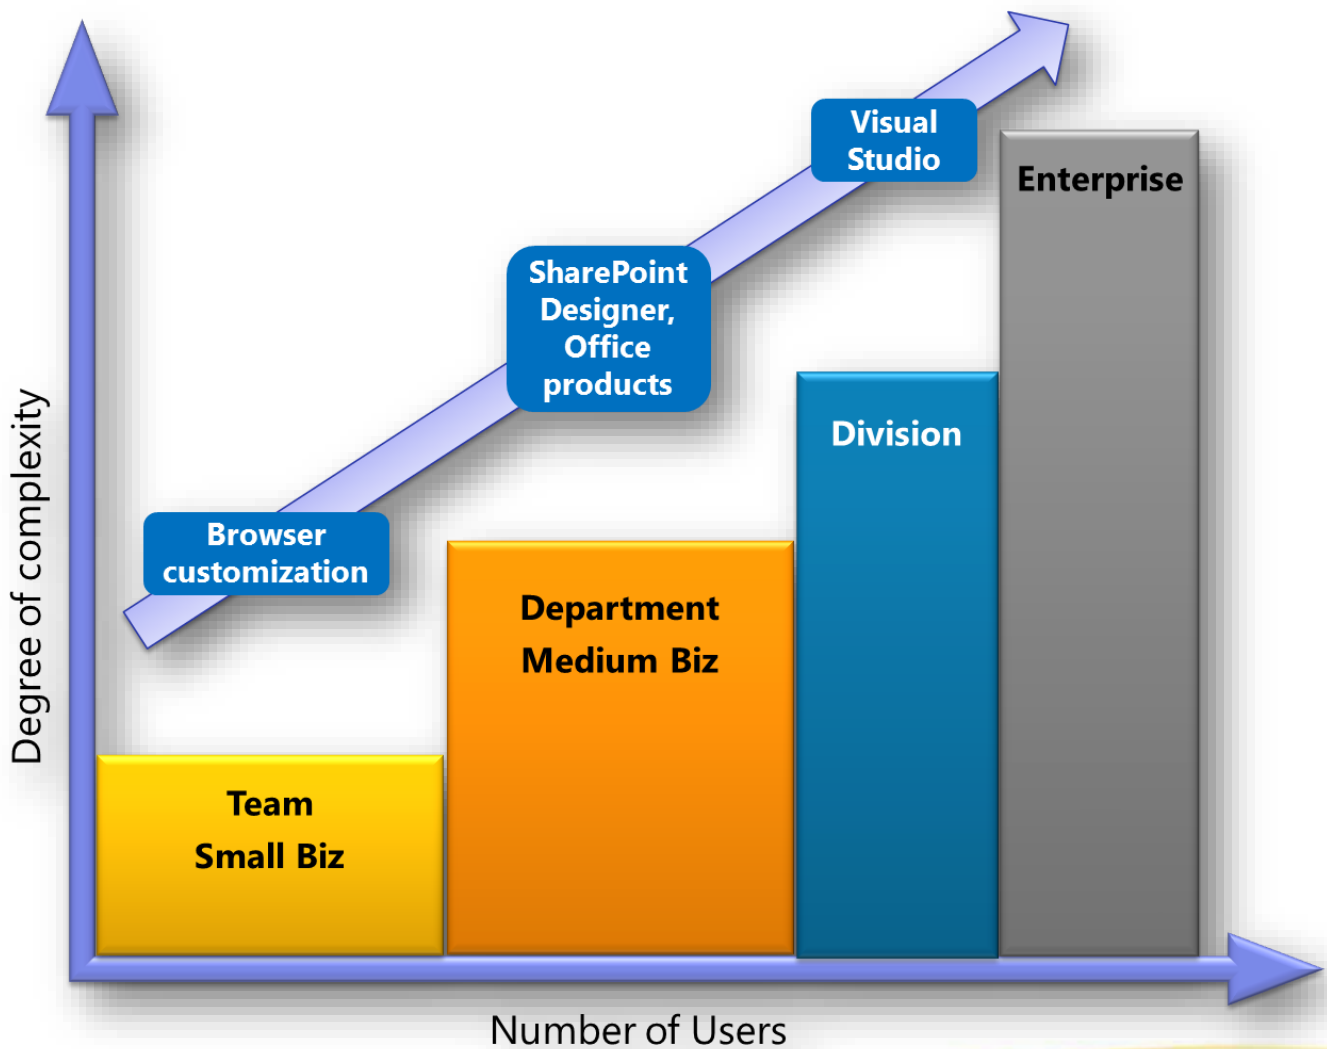 Visual
Studio
Enterprise
SharePoint
Designer,
Office
products
Division
Browser
customization
Department
Medium Biz
Team
Small Biz
Degree of complexity
Number of Users